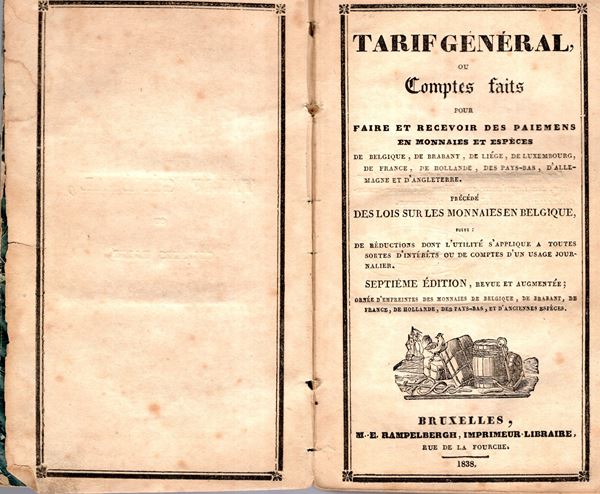 TARIF GÉNÉRAL,
OU
Comptes faits
POUR
FAIRE ET RECEVOIR DES PAIEMENS
EN MONNAIES ET ESPÈCES
DE BELGIQUE, DE BRABANT, DE LIÉGE, DE LUXEMBOURG,
DE FRANCE, DE HOLLANDE, DES PAYS-BAS, D'ALLE-
MAGNE ET D'ANGLETERRE.
PRÉCÉDÉ
DES LOIS SUR LES MONNAIES EN BELGIQUE,
SUIVI :
DE RÉDUCTIONS DONT L'UTILITÉ S'APPLIQUE A TOUTES
SORTES D'INTÉRÊTS OU DE COMPTES D'UN USAGE JOUR-
NALIER.
SEPTIÈME ÉDITION, REVUE ET AUGMENTÉE;
ORNÉE D'EMPREINTES DES MONNAIES DE BELGIQUE, DE BRABANT, DE
FRANCE, DE HOLLANDE, DES PAYS-BAS, ET D'ANCIENNES ESPÈCES.
BRUXELLES,
M.-E. RAMPELBERGH, IMPRIMEUR-LIBRAIRE,
RUE DE LA FOURCHE.
1838.